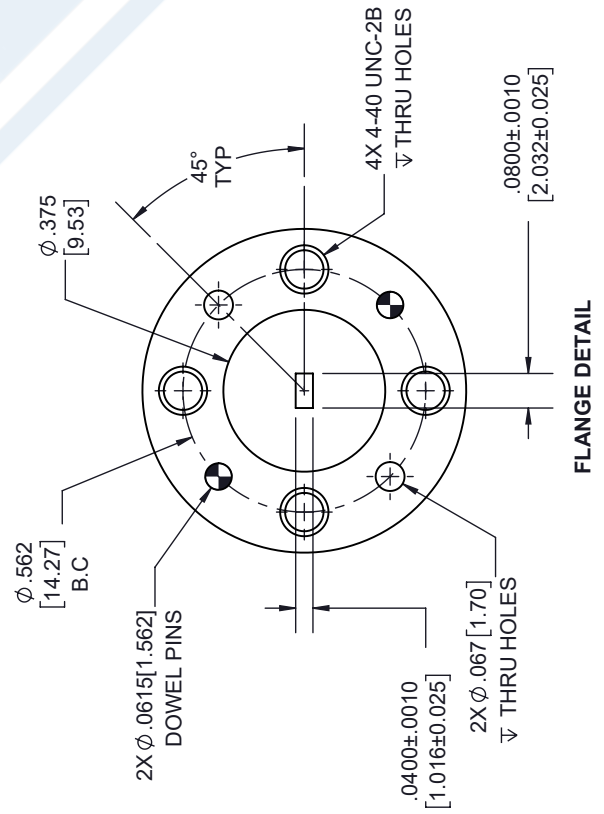 Ø.562
[14.27]
B.C
Ø.375
[9.53]
45°
TYP
4X 4-40 UNC-2B
↧ THRU HOLES
2X Ø.0615[1.562]
DOWEL PINS
.0400±.0010
[1.016±0.025]
2X Ø.067 [1.70]
↧ THRU HOLES
.0800±.0010
[2.032±0.025]
FLANGE DETAIL